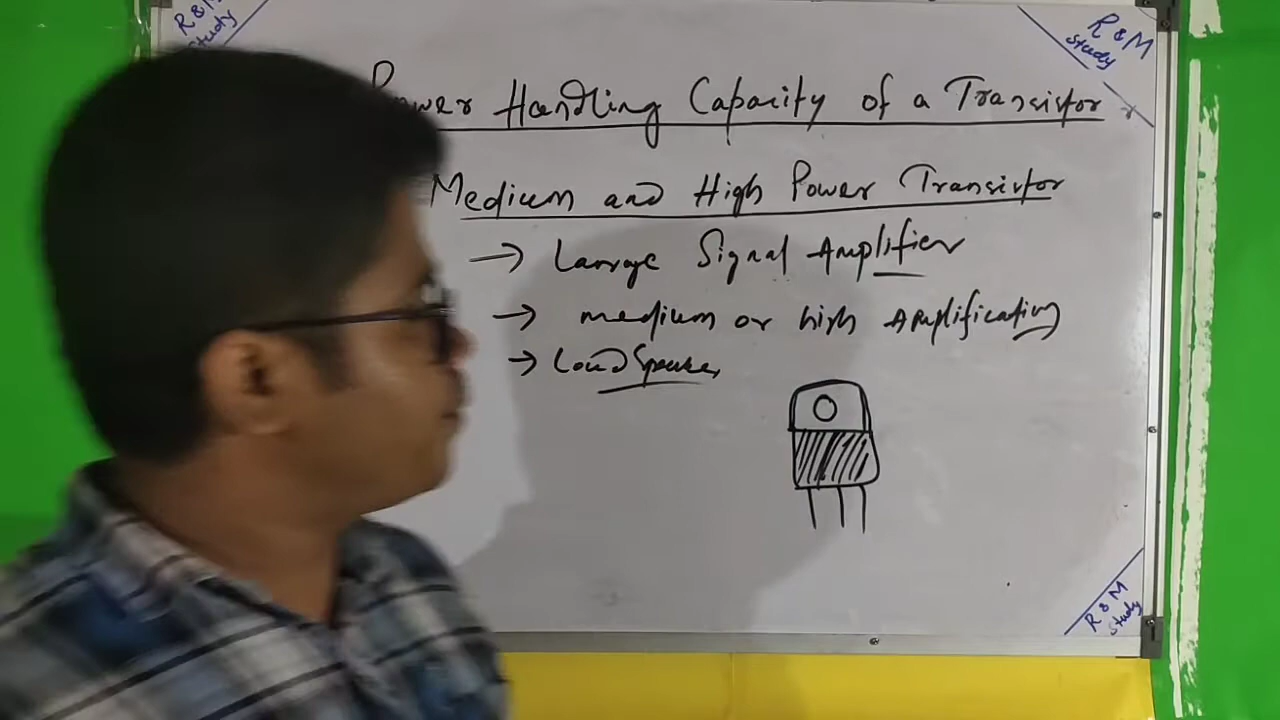 R & M
Study
R & M
Study
Power Handling Capacity of a Transistor
Medium and High Power Transistor
→ Large Signal Amplifier
→ medium or high Amplification
→ Loud Speaker
R & M
Study